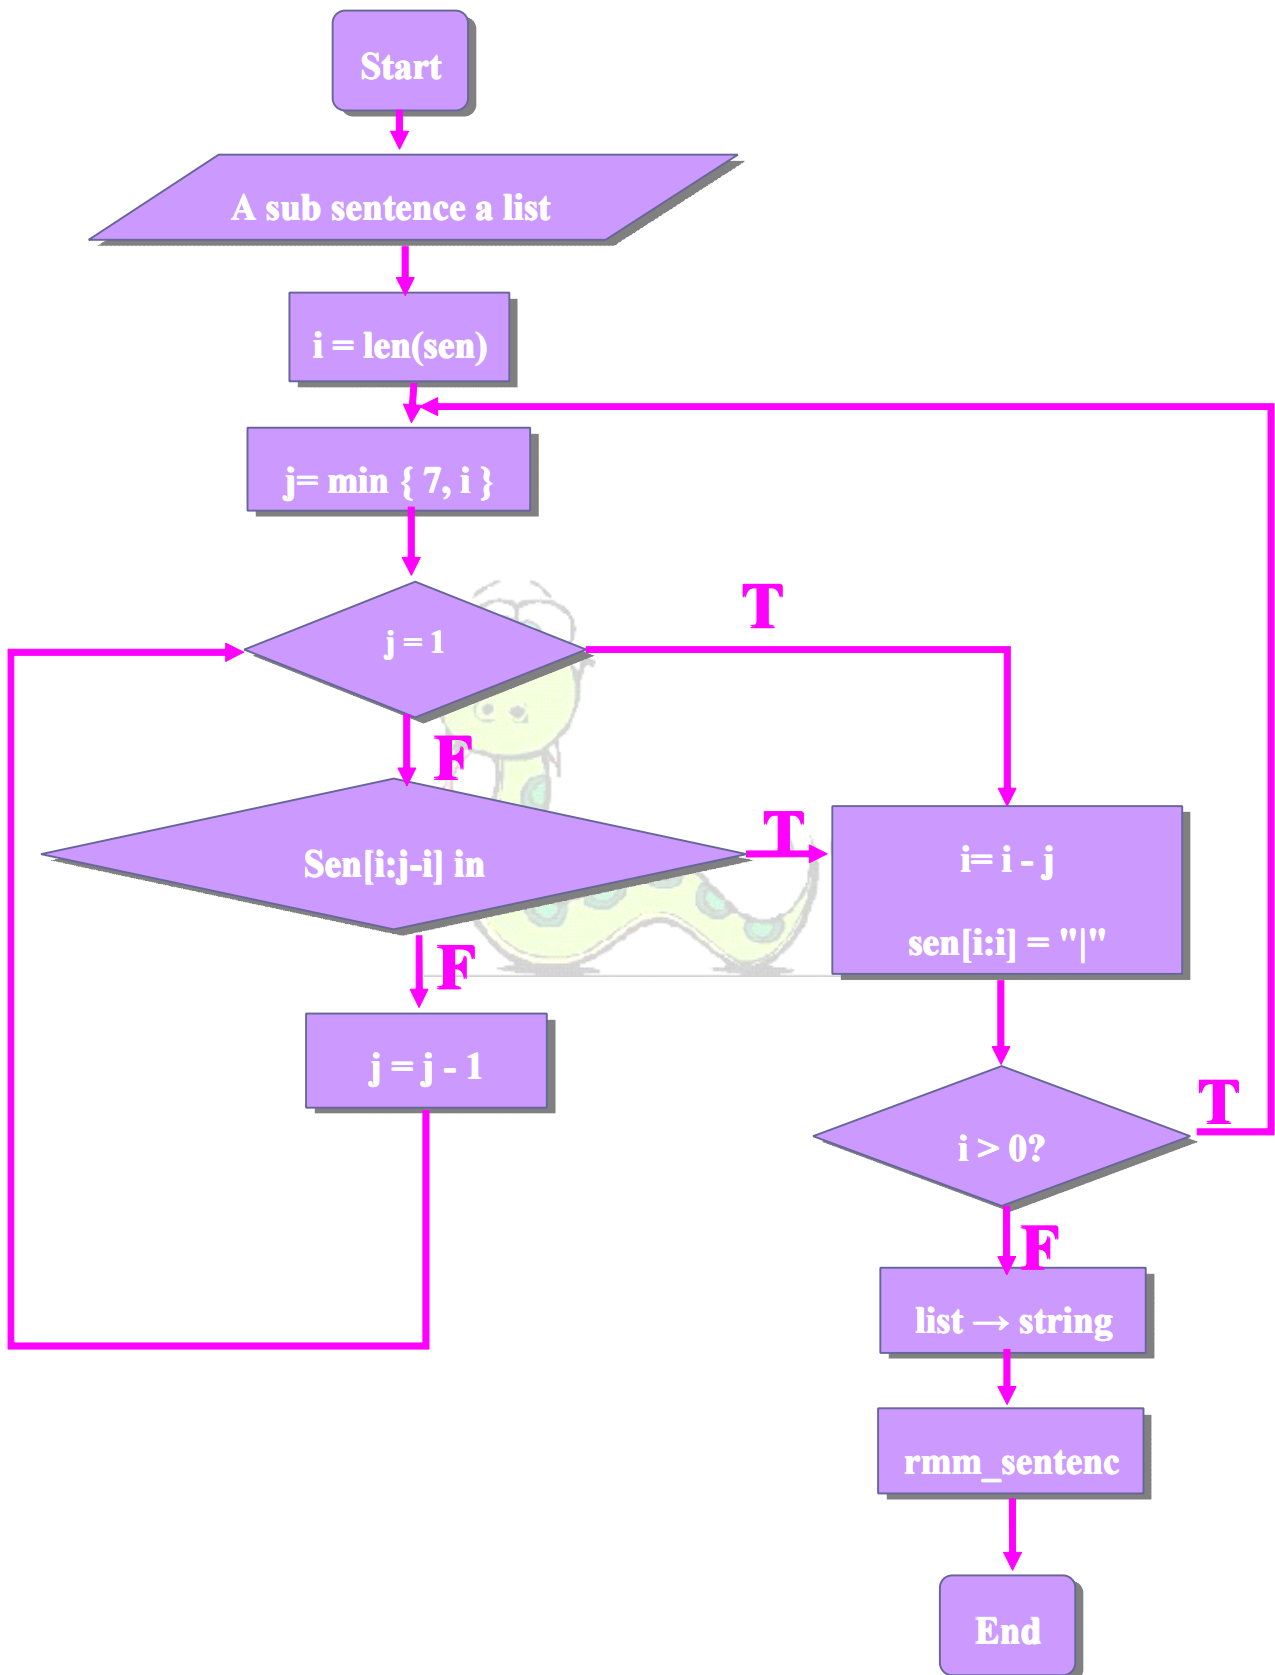 Start
A sub sentence a list
i = len(sen)
j= min { 7, i }
j = 1
T
F
Sen[i:j-i] in
T
F
j = j - 1
i= i - j
sen[i:i] = "|"
i > 0?
T
F
list → string
rmm_sentenc
End